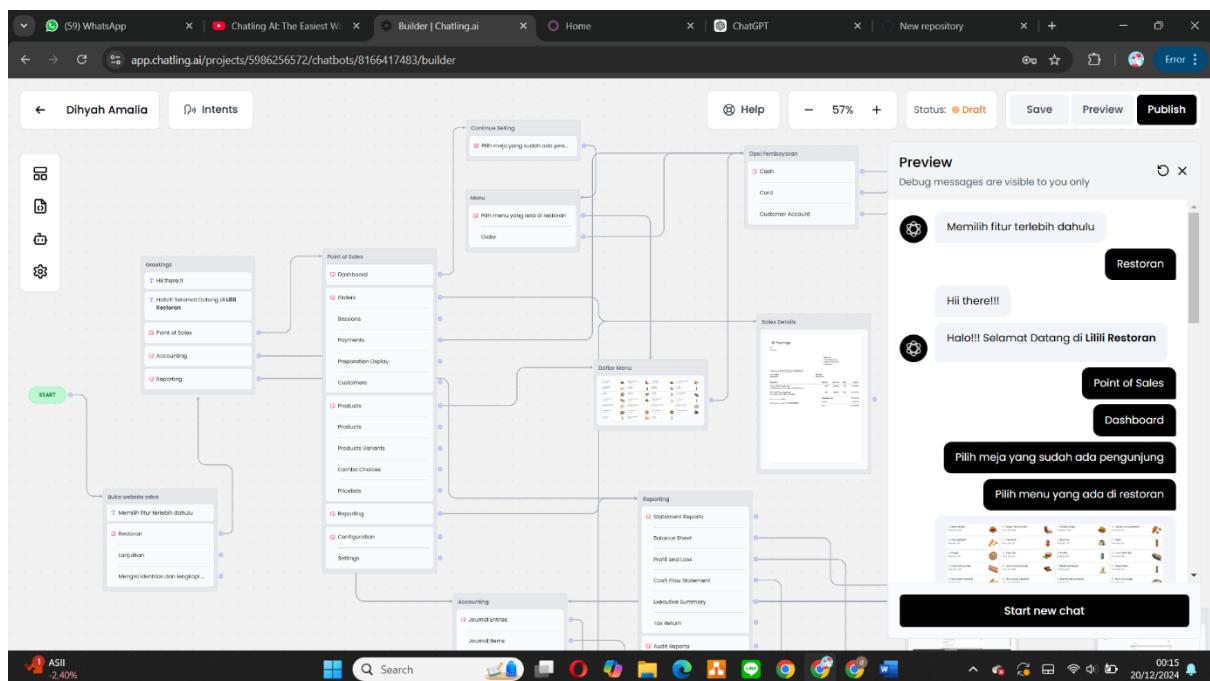 (59) WhatsApp
Chatling AI: The Easiest W
Builder | Chatling.ai
Home
ChatGPT
New repository
app.chatling.ai/projects/5986256572/chatbots/8166417483/builder
Error
Dihyah Amalia
Intents
Help
57%
Status: Draft
Save
Preview
Publish
Continue Selling
Pilih meja yang sudah ada pen...
Menu
Pilih menu yang ada di restoran
Order
Opsi Pembayaran
Cash
Card
Customer Account
Greetings
Hii there!!!
Halo!!! Selamat Datang di Lilili
Restoran
Point of Sales
Accounting
Reporting
Point of Sales
Dashboard
Orders
Sessions
Payments
Preparation Display
Customers
Products
Products
Products Variants
Combo Choices
Pricelists
Reporting
Configuration
Settings
Sales Details
Daftar Menu
START
Buka website odoo
Memilih fitur terlebih dahulu
Restoran
Lanjutkan
Mengisi identitas dan lengkapi ...
Reporting
Statement Reports
Balance Sheet
Profit and Loss
Cash Flow Statement
Executive Summary
Tax Return
Audit Reports
Accounting
Journal Entries
Journal Items
Preview
Debug messages are visible to you only
Memilih fitur terlebih dahulu
Restoran
Hii there!!!
Halo!!! Selamat Datang di Lilili Restoran
Point of Sales
Dashboard
Pilih meja yang sudah ada pengunjung
Pilih menu yang ada di restoran
Start new chat
1
ASII
-2,40%
Search
00:15
20/12/2024